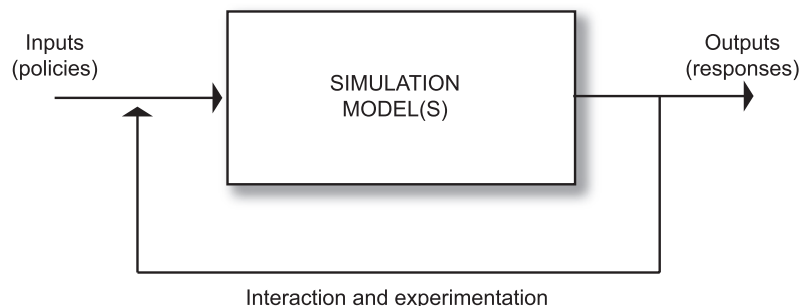 Inputs
(policies)
SIMULATION
MODEL(S)
Outputs
(responses)
Interaction and experimentation